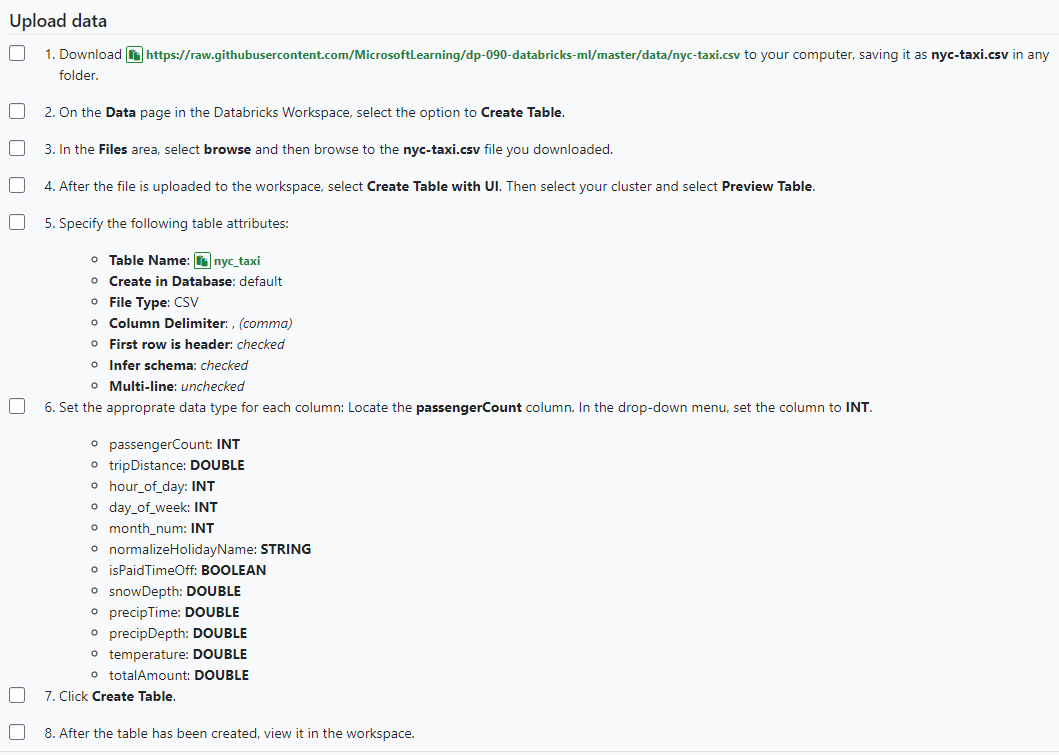 Upload data
1. Download https://raw.githubusercontent.com/MicrosoftLearning/dp-090-databricks-ml/master/data/nyc-taxi.csv to your computer, saving it as nyc-taxi.csv in any
folder.
2. On the Data page in the Databricks Workspace, select the option to Create Table.
3. In the Files area, select browse and then browse to the nyc-taxi.csv file you downloaded.
4. After the file is uploaded to the workspace, select Create Table with UI. Then select your cluster and select Preview Table.
5. Specify the following table attributes:
Table Name: nyc_taxi
Create in Database: default
File Type: CSV
Column Delimiter: , (comma)
First row is header: checked
Infer schema: checked
Multi-line: unchecked
6. Set the approprate data type for each column: Locate the passengerCount column. In the drop-down menu, set the column to INT.
passengerCount: INT
tripDistance: DOUBLE
hour_of_day: INT
day_of_week: INT
month_num: INT
normalizeHolidayName: STRING
isPaidTimeOff: BOOLEAN
snowDepth: DOUBLE
precipTime: DOUBLE
precipDepth: DOUBLE
temperature: DOUBLE
totalAmount: DOUBLE
7. Click Create Table.
8. After the table has been created, view it in the workspace.